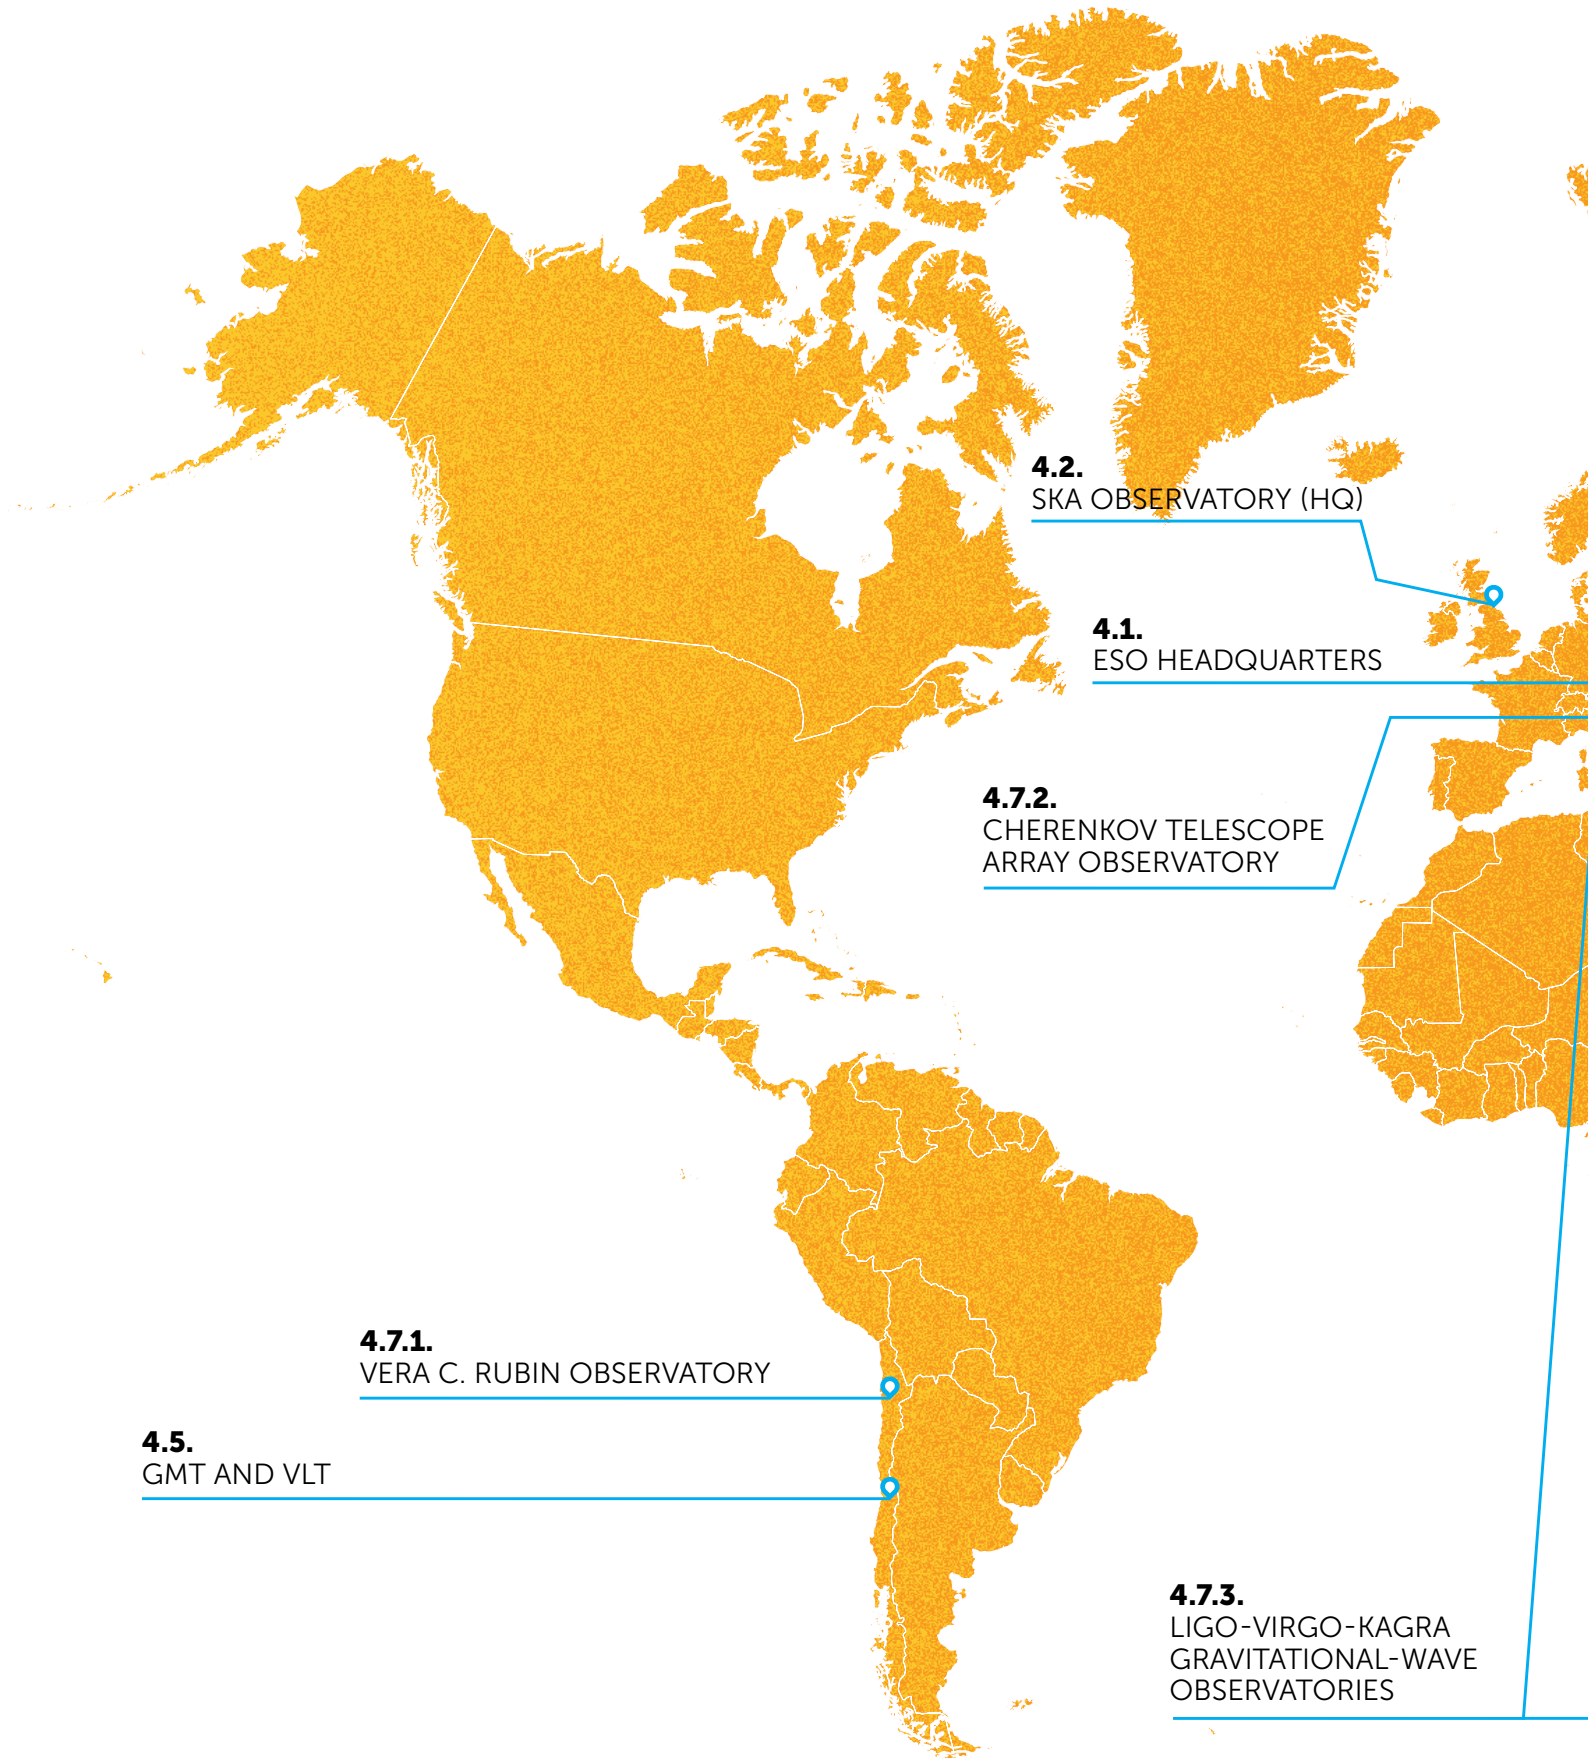 4.2.
SKA OBSERVATORY (HQ)
4.1.
ESO HEADQUARTERS
4.7.2.
CHERENKOV TELESCOPE
ARRAY OBSERVATORY
4.7.1.
VERA C. RUBIN OBSERVATORY
4.5.
GMT AND VLT
4.7.3.
LIGO-VIRGO-KAGRA
GRAVITATIONAL-WAVE
OBSERVATORIES